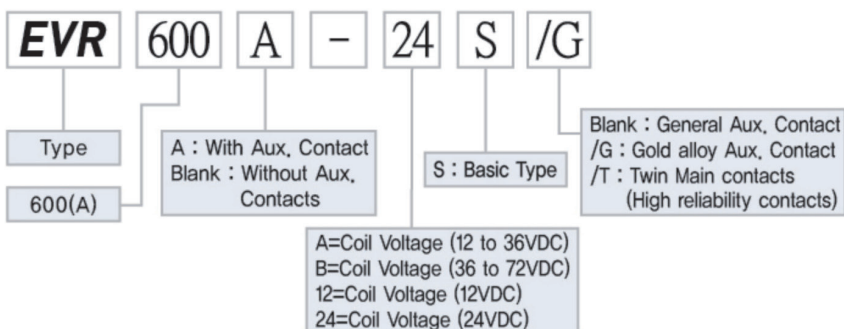 EVR 600 A - 24 S /G
Type
600(A)
A : With Aux. Contact
Blank : Without Aux.
Contacts
S : Basic Type
Blank : General Aux. Contact
/G : Gold alloy Aux. Contact
/T : Twin Main contacts
(High reliability contacts)
A=Coil Voltage (12 to 36VDC)
B=Coil Voltage (36 to 72VDC)
12=Coil Voltage (12VDC)
24=Coil Voltage (24VDC)